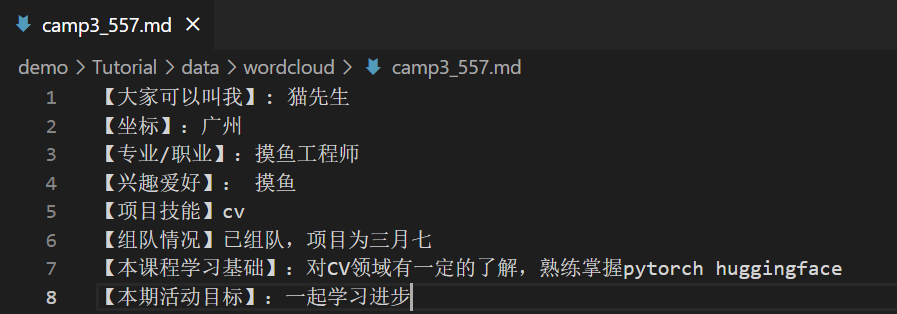 camp3_557.md ×
demo > Tutorial > data > wordcloud > camp3_557.md
1 【大家可以叫我】：猫先生
2 【坐标】：广州
3 【专业/职业】：摸鱼工程师
4 【兴趣爱好】： 摸鱼
5 【项目技能】cv
6 【组队情况】已组队，项目为三月七
7 【本课程学习基础】：对CV领域有一定的了解，熟练掌握pytorch huggingface
8 【本期活动目标】：一起学习进步